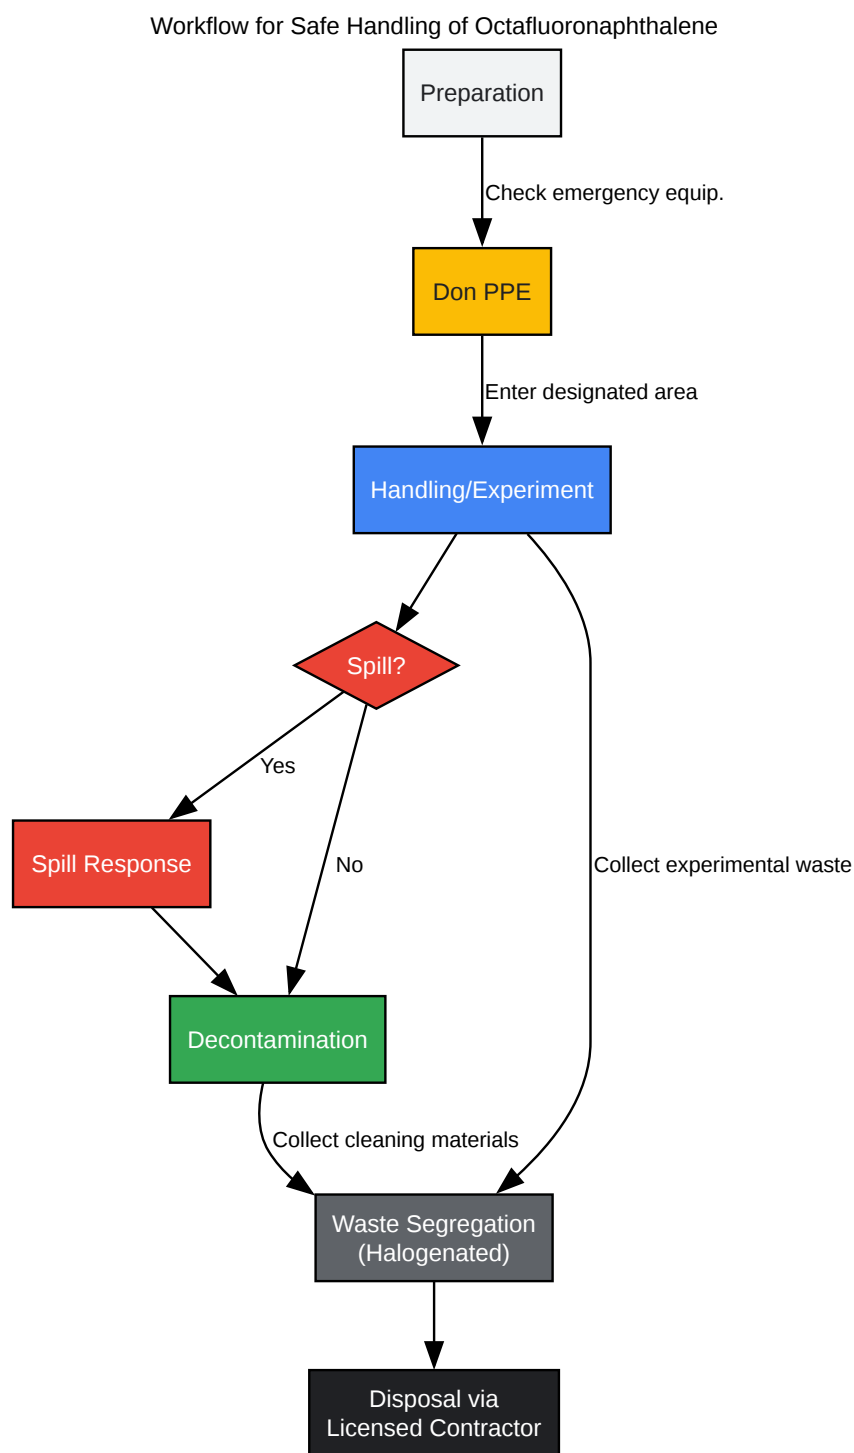 Workflow for Safe Handling of Octafluoronaphthalene
Preparation
Check emergency equip.
Don PPE
Enter designated area
Handling/Experiment
Spill?
Yes
Spill Response
No
Collect experimental waste
Decontamination
Collect cleaning materials
Waste Segregation
(Halogenated)
Disposal via
Licensed Contractor